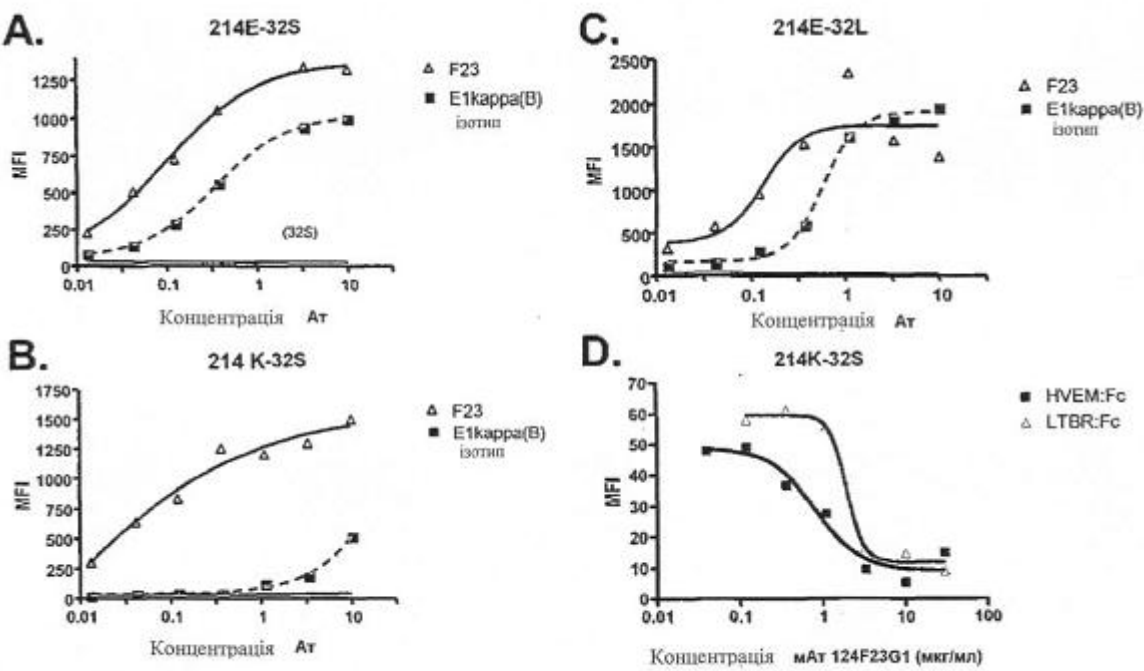 A.
214E-32S
1250
1000
750
500
250
0
MFI
(32S)
0.01 0.1 1 10
Концентрація Ат
F23
E1kappa(B)
ізотип
C.
214E-32L
2500
2000
1500
1000
500
0
MFI
0.01 0.1 1 10
Концентрація Ат
F23
E1kappa(B)
ізотип
B.
214 K-32S
1750
1500
1250
1000
750
500
250
0
MFI
0.01 0.1 1 10
Концентрація Ат
F23
E1kappa(B)
ізотип
D.
214K-32S
70
60
50
40
30
20
10
0
MFI
0.01 0.1 1 10 100
Концентрація мАт 124F23G1 (мкг/мл)
HVEM:Fc
LTBR:Fc